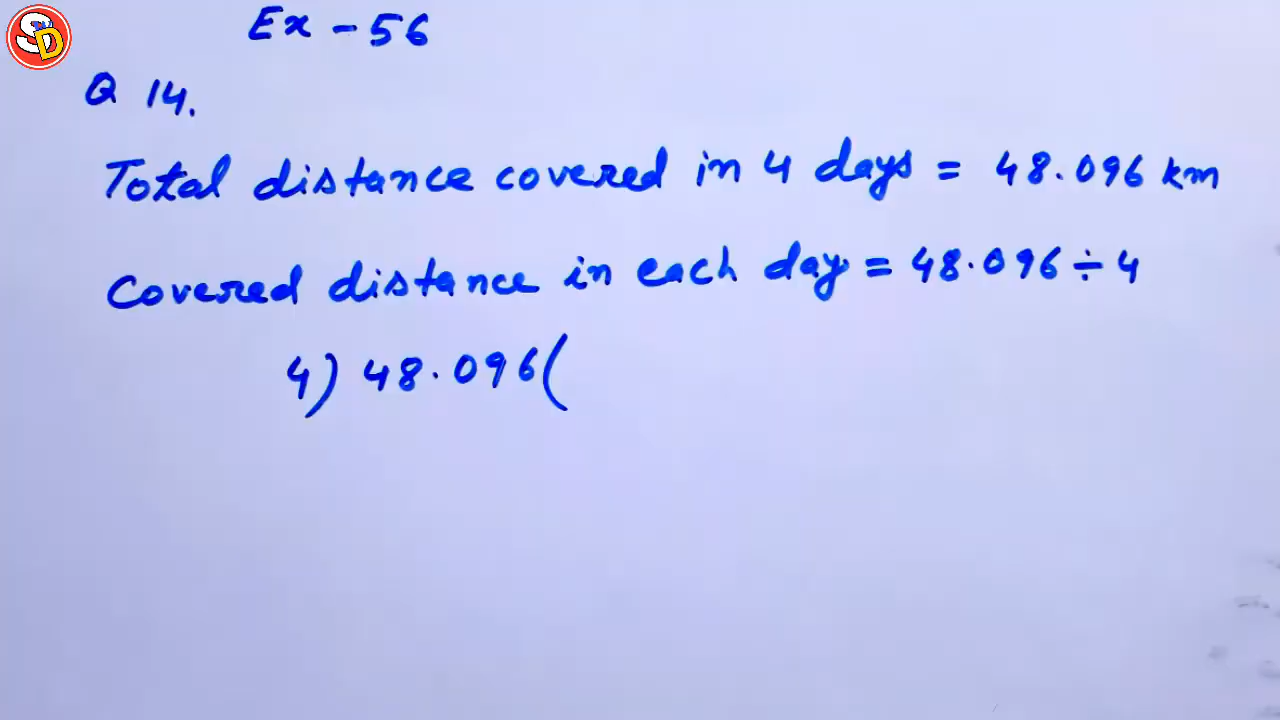 SD
Ex - 56
Q 14.
Total distance covered in 4 days = 48.096 km
Covered distance in each day = 48.096 ÷ 4
4) 48.096(